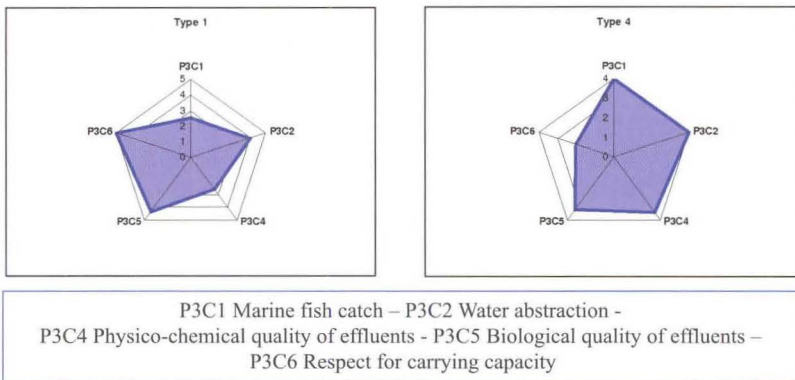 Type 1
P3C1
5
4
3
2
1
0
P3C2
P3C4
P3C5
P3C6
Type 4
P3C1
4
3
2
1
0
P3C2
P3C4
P3C5
P3C6
P3C1 Marine fish catch – P3C2 Water abstraction -
P3C4 Physico-chemical quality of effluents - P3C5 Biological quality of effluents –
P3C6 Respect for carrying capacity